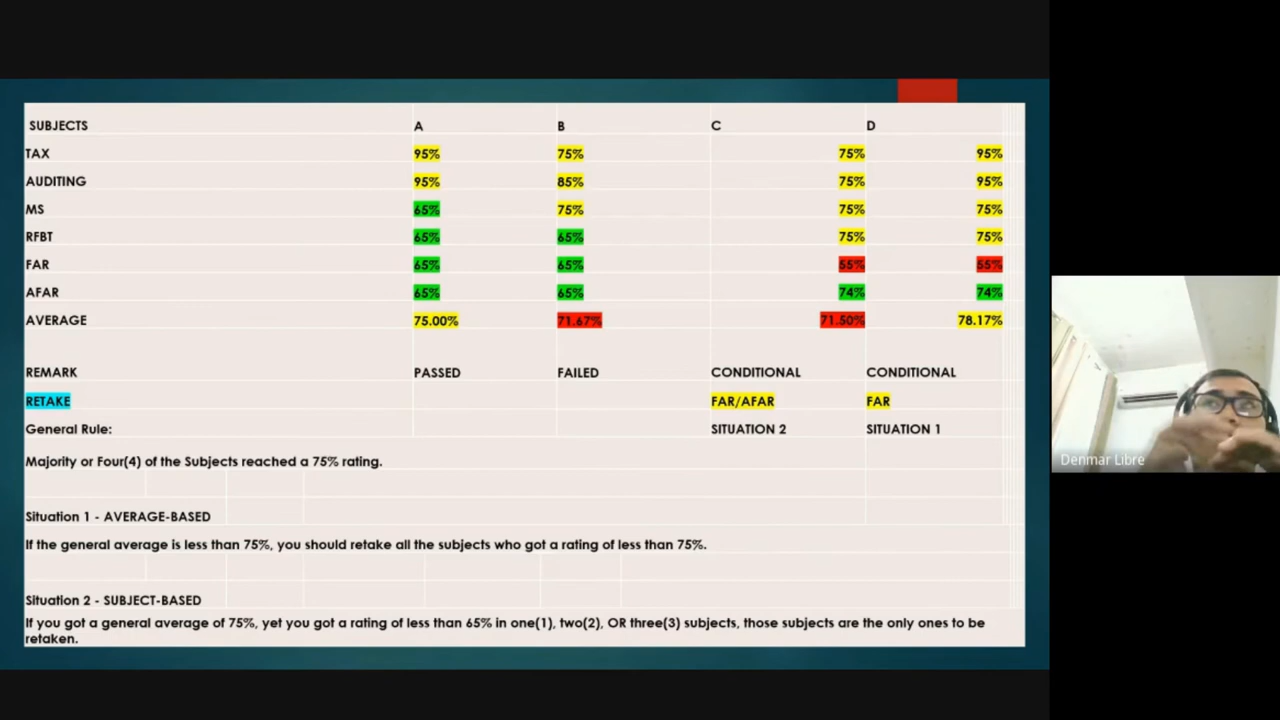 SUBJECTS A B C D
TAX 95% 75% 75% 95%
AUDITING 95% 85% 75% 95%
MS 65% 75% 75% 75%
RFBT 65% 65% 75% 75%
FAR 65% 65% 55% 55%
AFAR 65% 65% 74% 74%
AVERAGE 75.00% 71.67% 71.50% 78.17%
REMARK PASSED FAILED CONDITIONAL CONDITIONAL
RETAKE FAR/AFAR FAR
General Rule: SITUATION 2 SITUATION 1
Majority or Four(4) of the Subjects reached a 75% rating.
Situation 1 - AVERAGE-BASED
If the general average is less than 75%, you should retake all the subjects who got a rating of less than 75%.
Situation 2 - SUBJECT-BASED
If you got a general average of 75%, yet you got a rating of less than 65% in one(1), two(2), OR three(3) subjects, those subjects are the only ones to be
retaken.
Denmar Libre